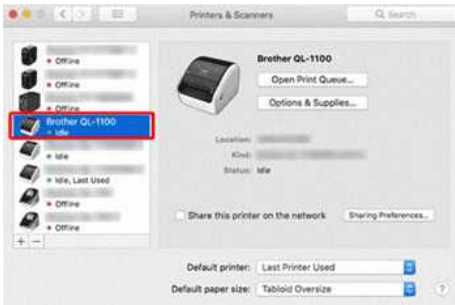 Printers & Scanners
Search
Offline
Offline
Offline
Brother QL-1100
Idle
Idle
Idle, Last Used
Offline
Offline
+ −
Brother QL-1100
Open Print Queue...
Options & Supplies...
Location:
Kind:
Status: Idle
Share this printer on the network
Sharing Preferences...
Default printer: Last Printer Used
Default paper size: Tabloid Oversize
?